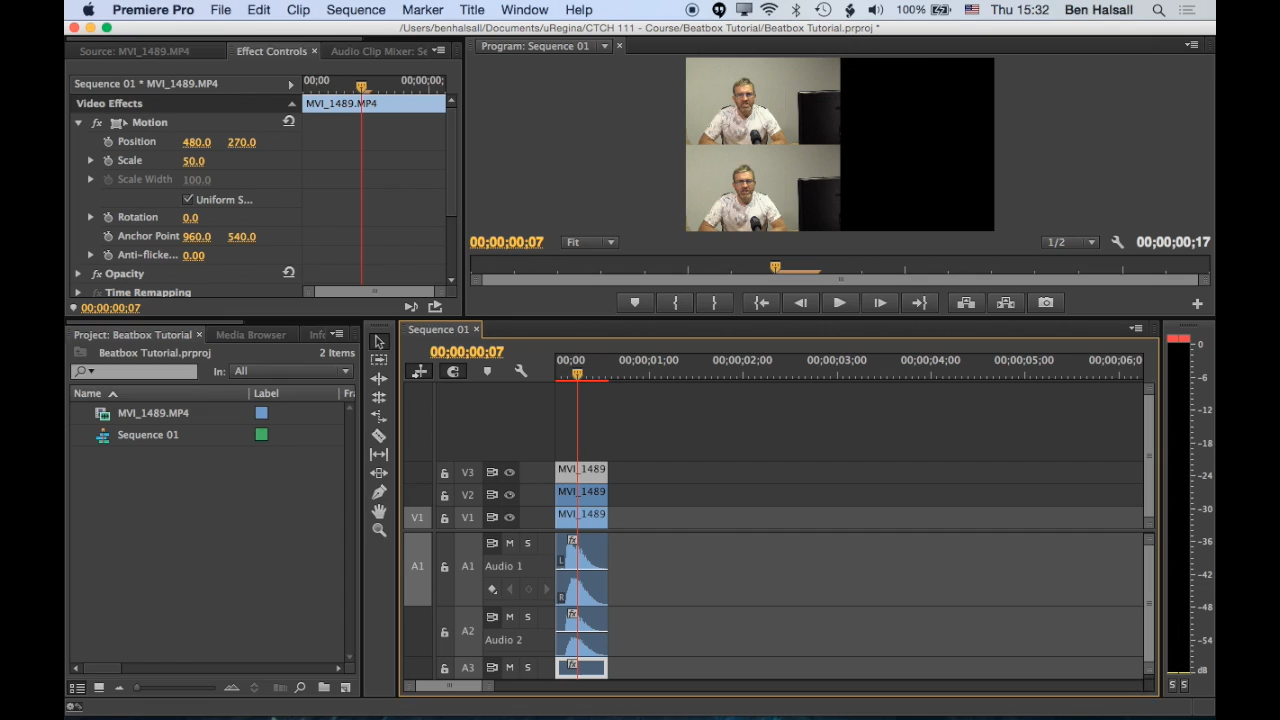 Premiere Pro File Edit Clip Sequence Marker Title Window Help 100% Thu 15:32 Ben Halsall
/Users/benhalsall/Documents/uRegina/CTCH 111 - Course/Beatbox Tutorial/Beatbox Tutorial.prproj *
Source: MVI_1489.MP4 Effect Controls × Audio Clip Mixer: Se
Program: Sequence 01 ×
Sequence 01 * MVI_1489.MP4 00;00 00;00;00;
Video Effects MVI_1489.MP4
fx Motion
Position 480.0 270.0
Scale 50.0
Scale Width 100.0
Uniform S...
Rotation 0.0
Anchor Point 960.0 540.0
Anti-flicke... 0.00
Opacity
Time Remapping
00;00;00;07
00;00;00;07 Fit 1/2 00;00;00;17
Project: Beatbox Tutorial × Media Browser Inf
Beatbox Tutorial.prproj 2 Items
In: All
Name Label Fr
MVI_1489.MP4
Sequence 01
Sequence 01 ×
00;00;00;07
00;00 00;00;01;00 00;00;02;00 00;00;03;00 00;00;04;00 00;00;05;00 00;00;06;0
V3 MVI_1489
V2 MVI_1489
V1 V1 MVI_1489
M S fx
A1 A1 Audio 1 L
R
M S fx
A2
Audio 2
A3 M S fx
0
-6
-12
-18
-24
-30
-36
-42
-48
-54
dB
S S